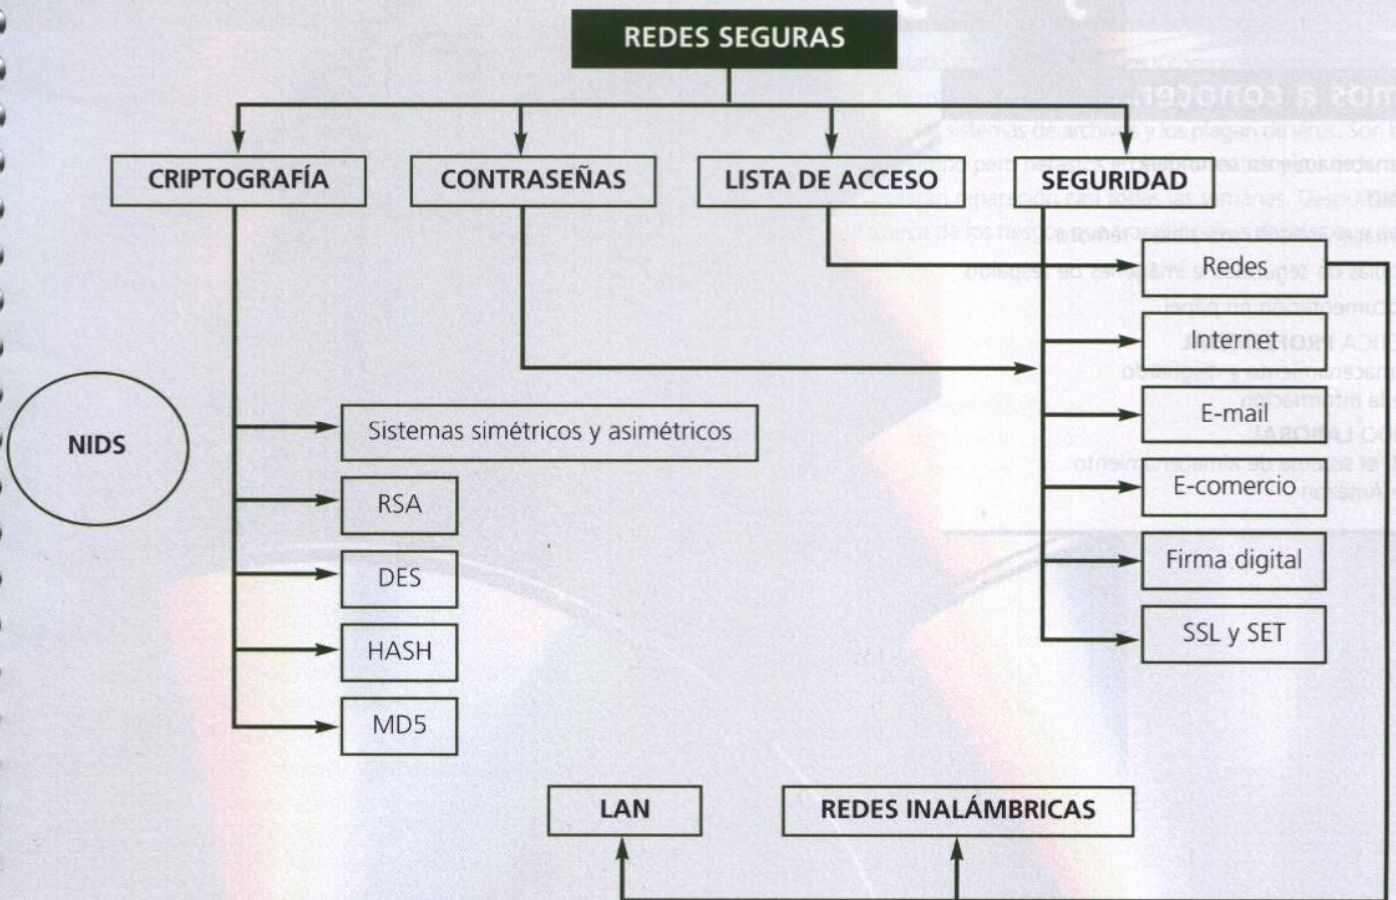 REDES SEGURAS
CRIPTOGRAFÍA
CONTRASEÑAS
LISTA DE ACCESO
SEGURIDAD
Redes
Internet
E-mail
E-comercio
Firma digital
SSL y SET
NIDS
Sistemas simétricos y asimétricos
RSA
DES
HASH
MD5
LAN
REDES INALÁMBRICAS